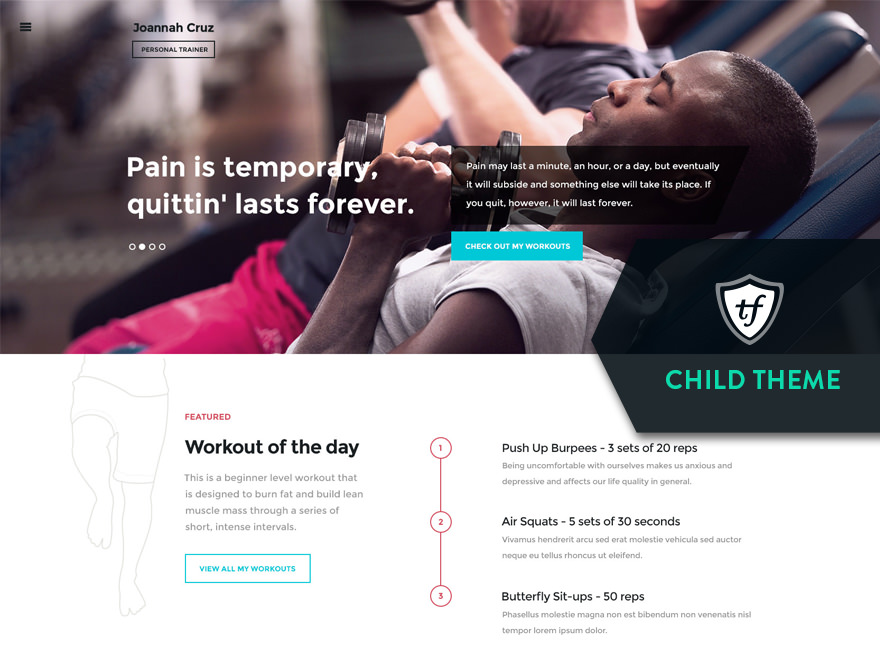 Joannah Cruz
PERSONAL TRAINER
Pain is temporary,
quittin' lasts forever.
Pain may last a minute, an hour, or a day, but eventually
it will subside and something else will take its place. If
you quit, however, it will last forever.
CHECK OUT MY WORKOUTS
tf
CHILD THEME
FEATURED
Workout of the day
This is a beginner level workout that
is designed to burn fat and build lean
muscle mass through a series of
short, intense intervals.
VIEW ALL MY WORKOUTS
1
Push Up Burpees - 3 sets of 20 reps
Being uncomfortable with ourselves makes us anxious and
depressive and affects our life quality in general.
2
Air Squats - 5 sets of 30 seconds
Vivamus hendrerit arcu sed erat molestie vehicula sed auctor
neque eu tellus rhoncus ut eleifend.
3
Butterfly Sit-ups - 50 reps
Phasellus molestie magna non est bibendum non venenatis nisl
tempor lorem ipsum dolor.